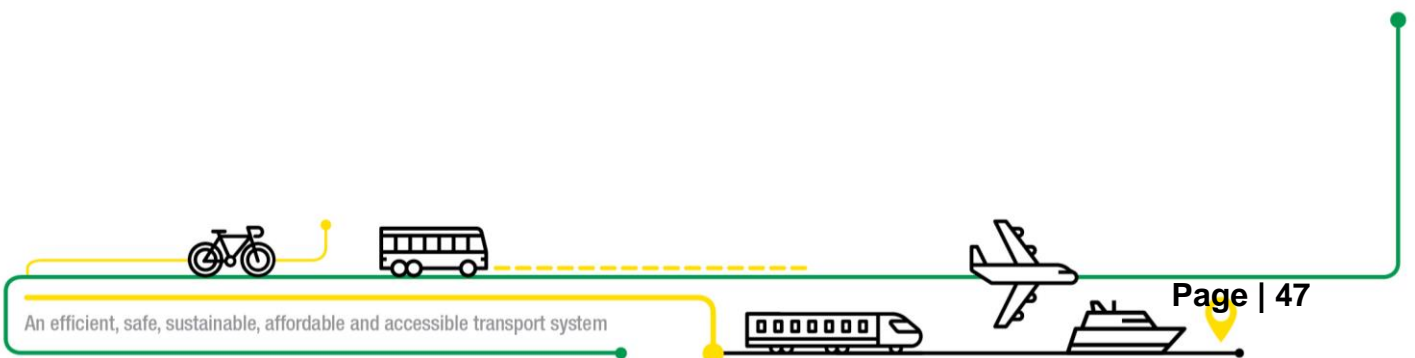 Page | 47
An efficient, safe, sustainable, affordable and accessible transport system